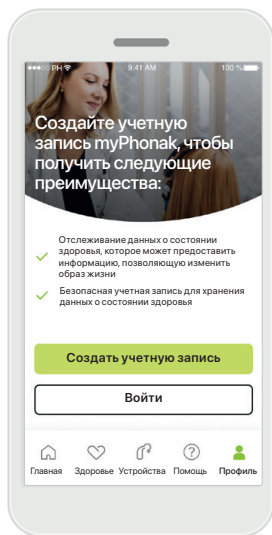 PH 9:41 AM 100 %
Создайте учетную
запись myPhonak, чтобы
получить следующие
преимущества:
Отслеживание данных о состоянии
здоровья, которое может предоставить
информацию, позволяющую изменить
образ жизни
Безопасная учетная запись для хранения
данных о состоянии здоровья
Создать учетную запись
Войти
Главная Здоровье Устройства Помощь Профиль